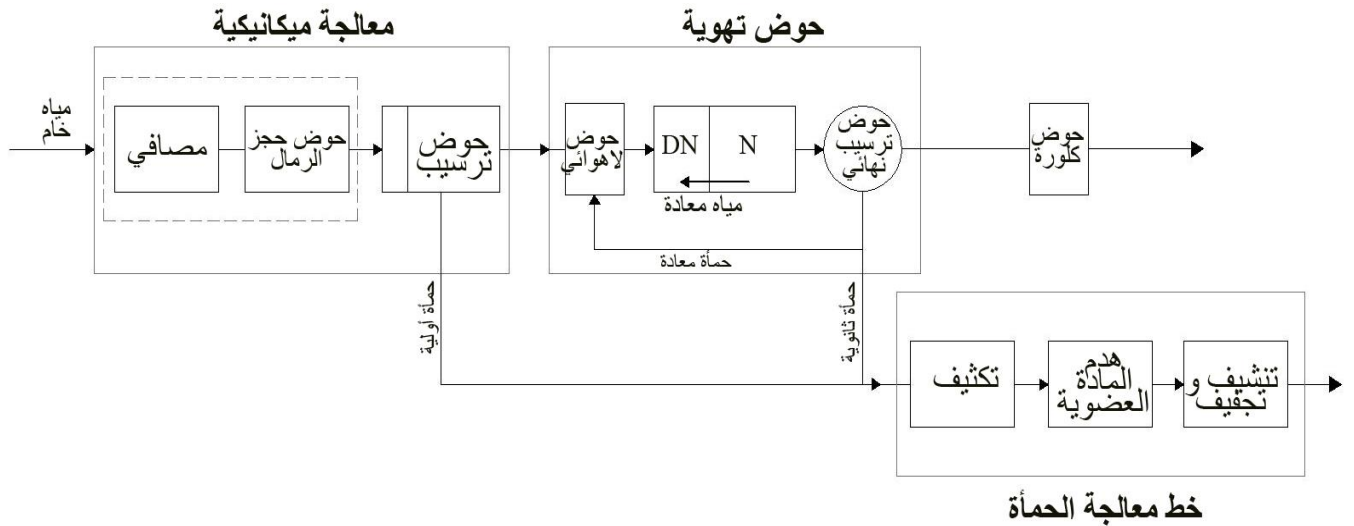 معالجة ميكانيكية
حوض تهوية
مياه
خام
مصافي
حوض حجز
الرمال
حوض
ترسيب
حوض
لاهوائي
DN
N
مياه معادة
حوض
ترسيب
نهائي
حوض
كلورة
حمأة معادة
حمأة أولية
حمأة ثانوية
تكثيف
هدم
المادة
العضوية
تنشيف و
تجفيف
خط معالجة الحمأة